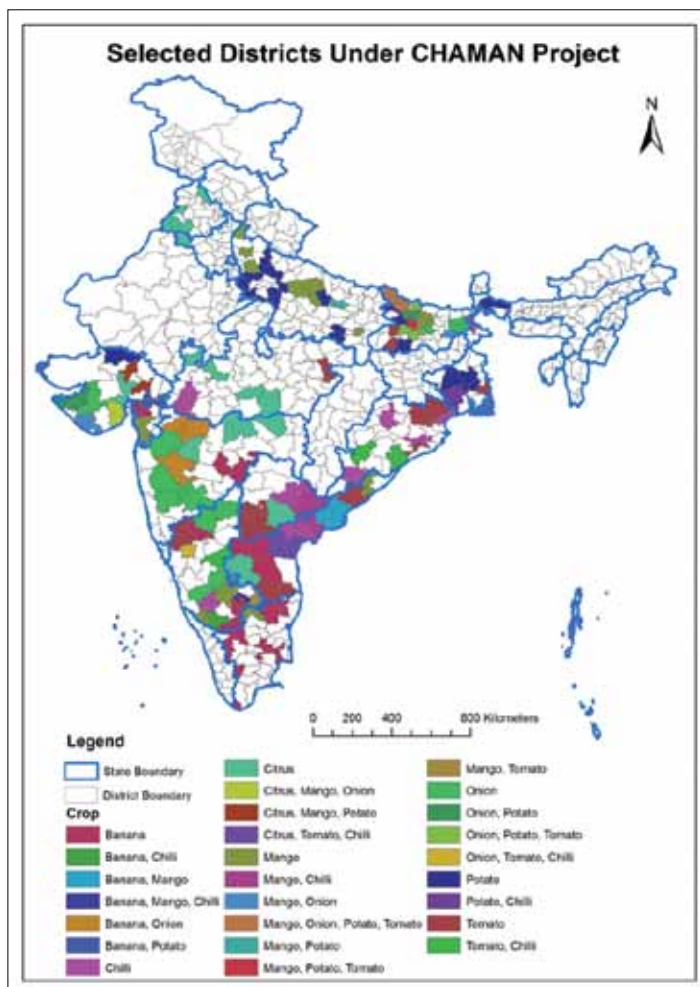 Selected Districts Under CHAMAN Project
N
0 200 400 800 Kilometers
Legend
State Boundary
District Boundary
Crop
Banana
Banana, Chilli
Banana, Mango
Banana, Mango, Chilli
Banana, Onion
Banana, Potato
Chilli
Citrus
Citrus, Mango, Onion
Citrus, Mango, Potato
Citrus, Tomato, Chilli
Mango
Mango, Chilli
Mango, Onion
Mango, Onion, Potato, Tomato
Mango, Potato
Mango, Potato, Tomato
Mango, Tomato
Onion
Onion, Potato
Onion, Potato, Tomato
Onion, Tomato, Chilli
Potato
Potato, Chilli
Tomato
Tomato, Chilli